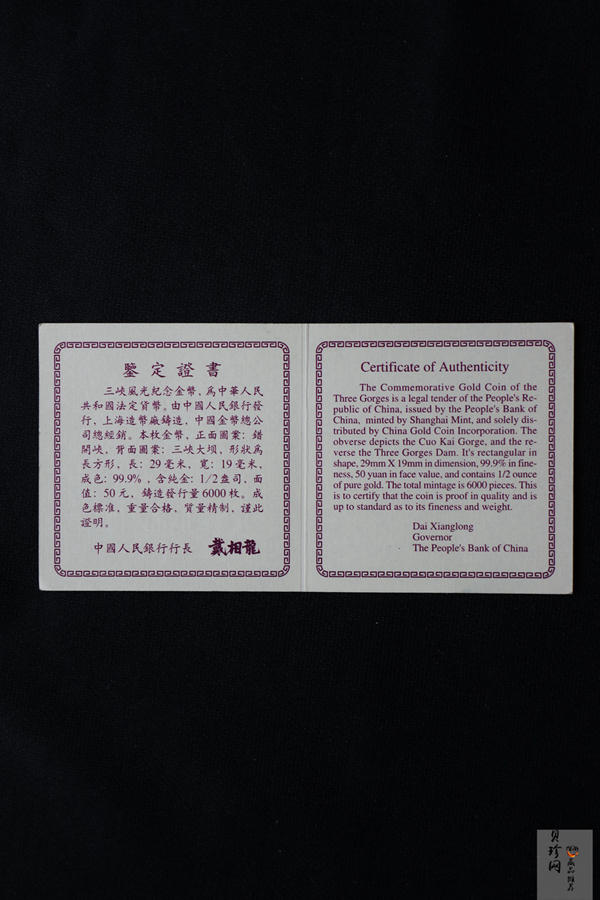 鑒定證書
三峽風光紀念金幣，爲中華人民
共和國法定貨幣。由中國人民銀行發
行，上海造幣廠鑄造，中國金幣總公
司總經銷。本枚金幣，正面圖案：錯
開峽，背面圖案：三峽大壩，形狀爲
長方形，長：29毫米，寬：19毫米，
成色：99.9%，含純金：1/2盎司，面
值：50元，鑄造發行量6000枚。成
色標准，重量合格，質量精制，謹此
證明。
中國人民銀行行長 戴相龍
Certificate of Authenticity
The Commemorative Gold Coin of the
Three Gorges is a legal tender of the People's Re-
public of China, issued by the People's Bank of
China, minted by Shanghai Mint, and solely dis-
tributed by China Gold Coin Incorporation. The
obverse depicts the Cuo Kai Gorge, and the re-
verse the Three Gorges Dam. It's rectangular in
shape, 29mm X 19mm in dimension, 99.9% in fine-
ness, 50 yuan in face value, and contains 1/2 ounce
of pure gold. The total mintage is 6000 pieces. This
is to certify that the coin is proof in quality and is
up to standard as to its fineness and weight.
Dai Xianglong
Governor
The People's Bank of China
贝珍网